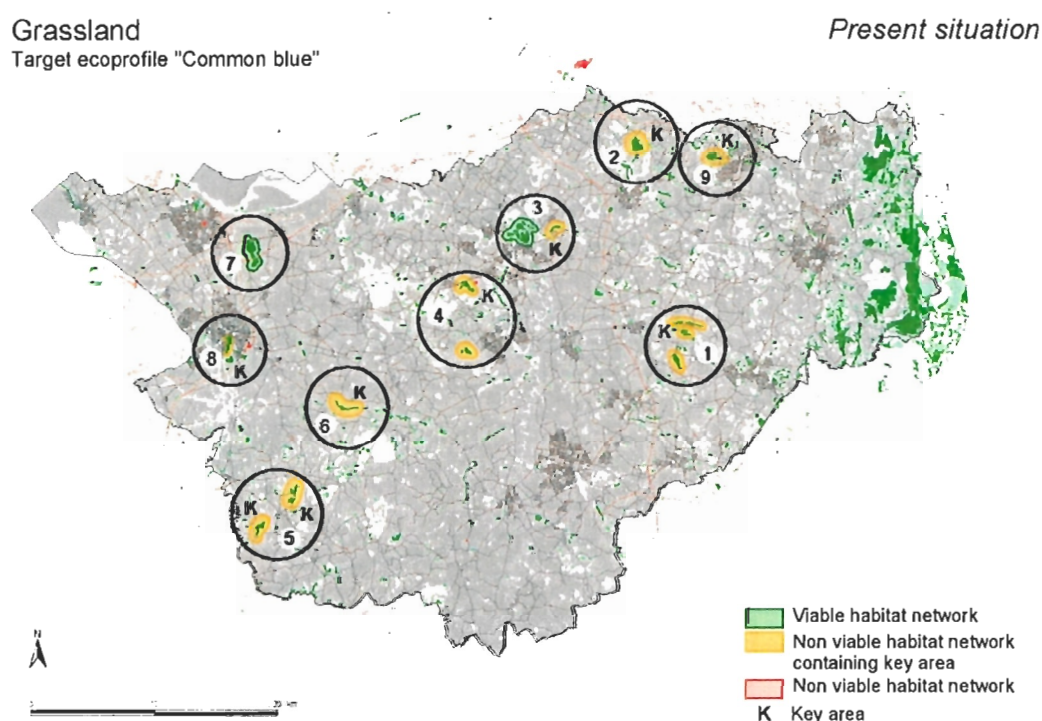 Grassland
Target ecoprofile "Common blue"
Present situation
K
2
K
9
3
K
7
4
K
K
1
8
K
K
6
K
K
5
Viable habitat network
Non viable habitat network
containing key area
Non viable habitat network
K Key area
N
km